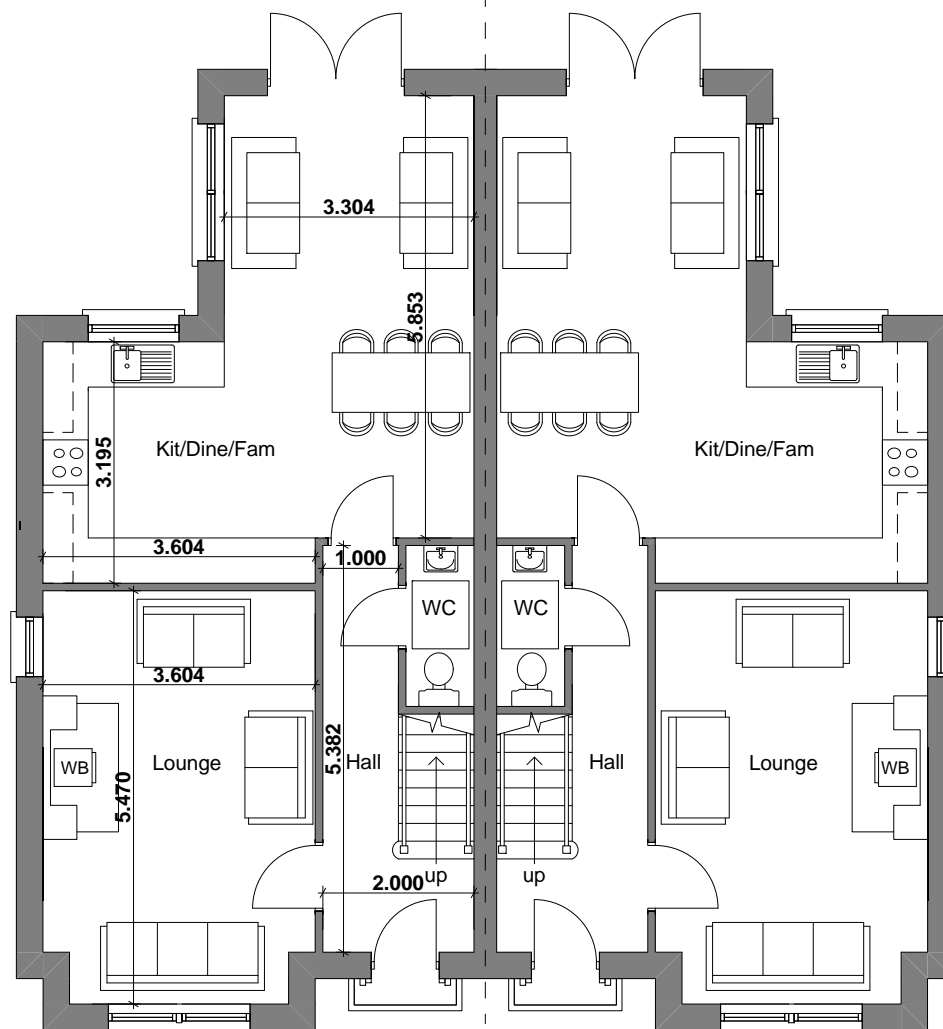 3.304
5.853
3.195
Kit/Dine/Fam
Kit/Dine/Fam
3.604
1.000
WC
WC
3.604
5.382
5.470
WB
Lounge
Hall
Hall
Lounge
WB
2.000
up
up